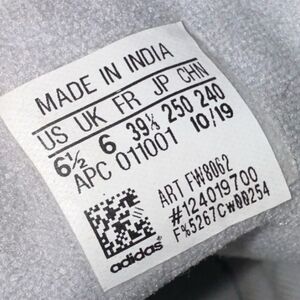 MADE IN INDIA
US UK FR JP CHN
6½ 6 39⅓ 250 240
APC 011001 10/19
ART FW8062
#124019700
F%5267CW00254
adidas